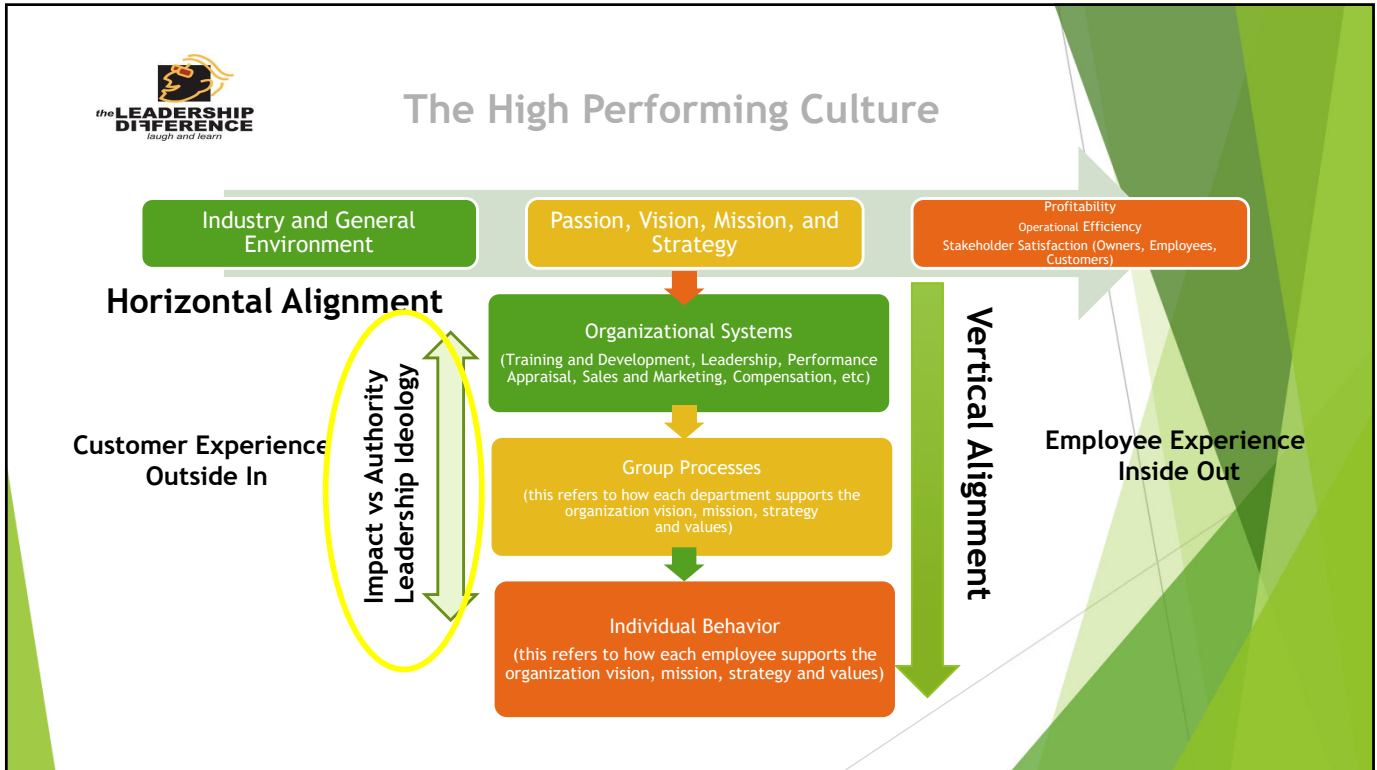 the LEADERSHIP
DIFFERENCE
laugh and learn
The High Performing Culture
Industry and General
Environment
Passion, Vision, Mission, and
Strategy
Profitability
Operational Efficiency
Stakeholder Satisfaction (Owners, Employees,
Customers)
Horizontal Alignment
Organizational Systems
(Training and Development, Leadership, Performance
Appraisal, Sales and Marketing, Compensation, etc)
Impact vs Authority
Leadership Ideology
Customer Experience
Outside In
Group Processes
(this refers to how each department supports the
organization vision, mission, strategy
and values)
Vertical Alignment
Employee Experience
Inside Out
Individual Behavior
(this refers to how each employee supports the
organization vision, mission, strategy and values)